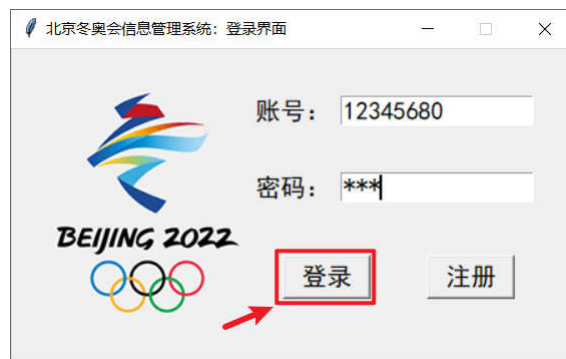 北京冬奥会信息管理系统：登录界面
账号： 12345680
密码： ***
BEIJING 2022
登录 注册